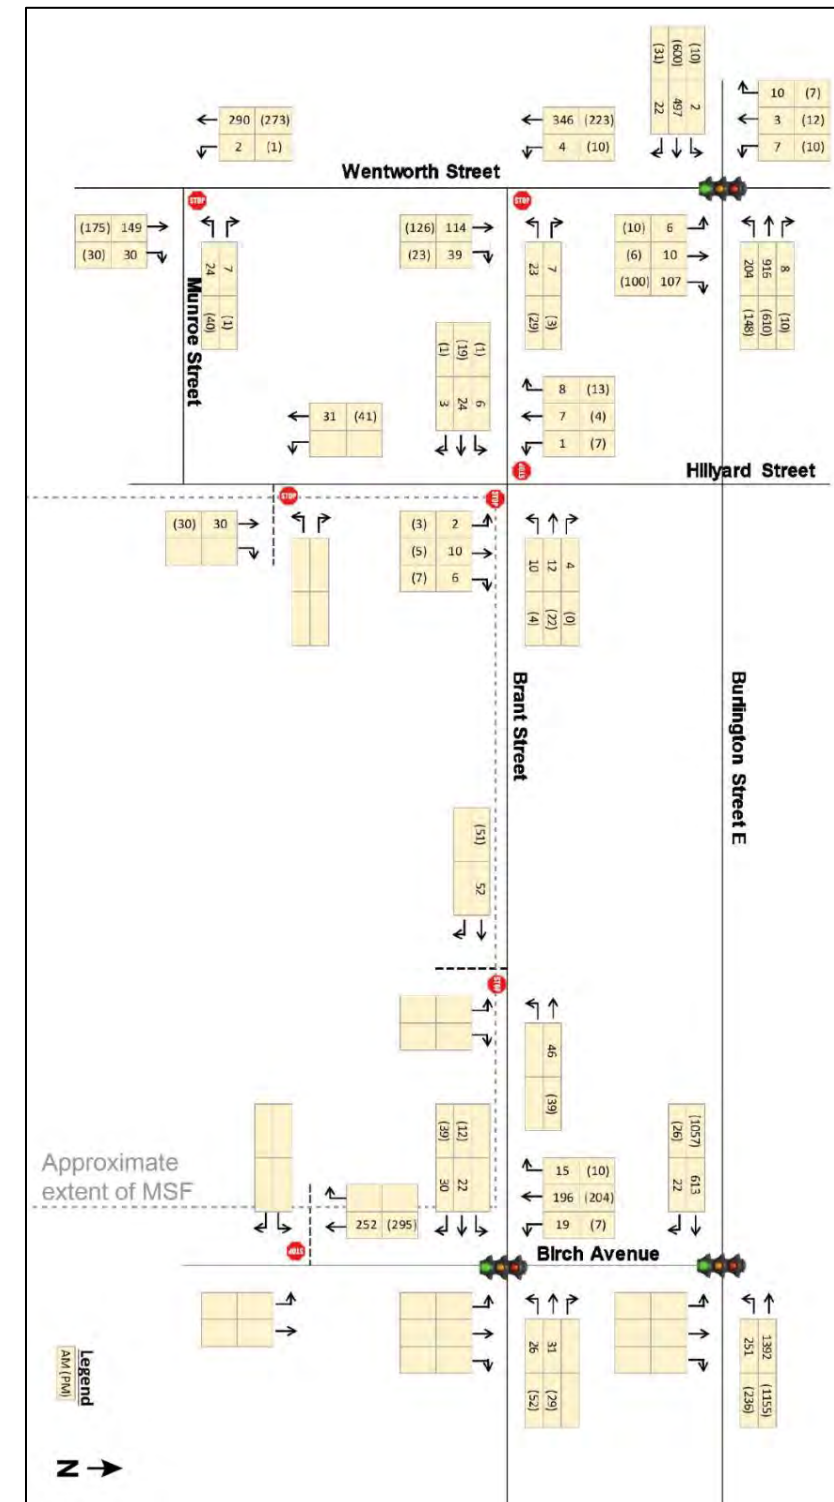 (31) 22
(600) 497
(10) 2
10 (7)
3 (12)
7 (10)
290 (273)
2 (1)
346 (223)
4 (10)
Wentworth Street
STOP
STOP
(175) 149
(30) 30
24 (40)
7 (1)
(126) 114
(23) 39
23 (29)
7 (3)
(10) 6
(6) 10
(100) 107
204 (148)
916 (610)
8 (10)
Munroe Street
(1) 3
(19) 24
(1) 6
31 (41)
8 (13)
7 (4)
1 (7)
STOP
Hillyard Street
STOP
STOP
(30) 30
(3) 2
(5) 10
(7) 6
10 (4)
12 (22)
4 (0)
Brant Street
Burlington Street E
(51) 52
STOP
46 (39)
Approximate
extent of MSF
(39) 30
(12) 22
252 (295)
15 (10)
196 (204)
19 (7)
(26) 22
(1057) 613
STOP
Birch Avenue
26 (52)
31 (29)
251 (236)
1392 (1155)
Legend
AM (PM)
N